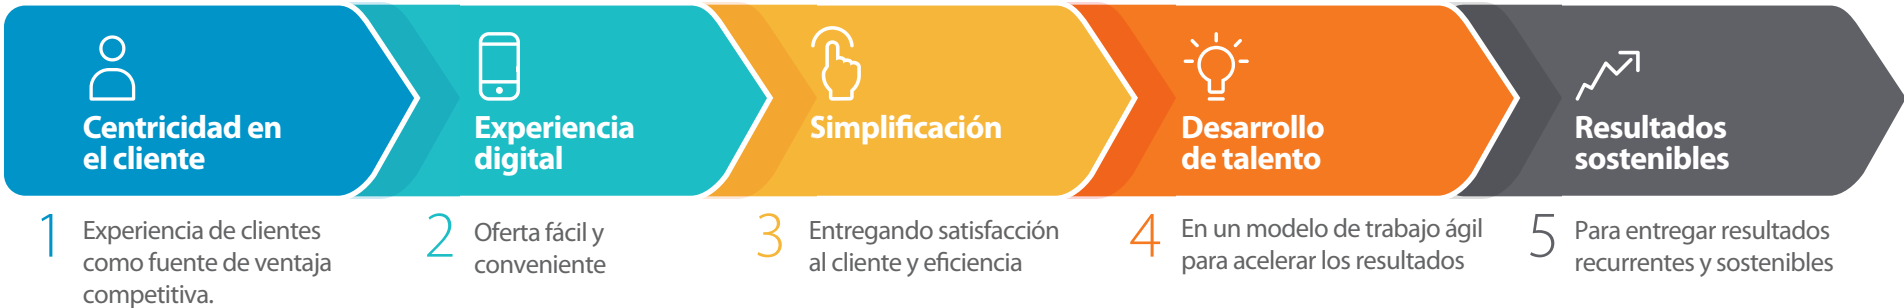 Centricidad en
el cliente
1
Experiencia de clientes
como fuente de ventaja
competitiva.
Experiencia
digital
2
Oferta fácil y
conveniente
Simplificación
3
Entregando satisfacción
al cliente y eficiencia
Desarrollo
de talento
4
En un modelo de trabajo ágil
para acelerar los resultados
Resultados
sostenibles
5
Para entregar resultados
recurrentes y sostenibles